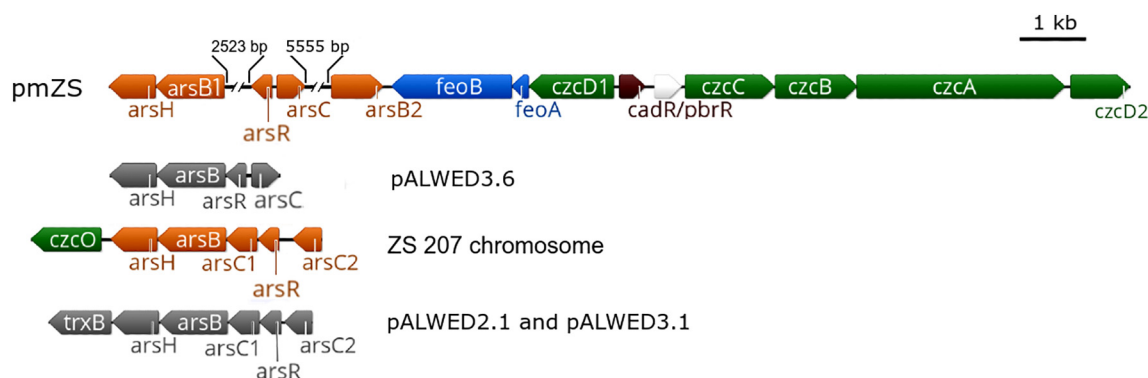 1 kb
2523 bp 5555 bp
pmZS arsB1 feoB czcD1 czcC czcB czcA
arsH arsC arsB2 feoA cadR/pbrR czcD2
arsR
arsB pALWED3.6
arsH arsR arsC
czcO arsB ZS 207 chromosome
arsH arsC1 arsC2
arsR
trxB arsB pALWED2.1 and pALWED3.1
arsH arsC1 arsC2
arsR